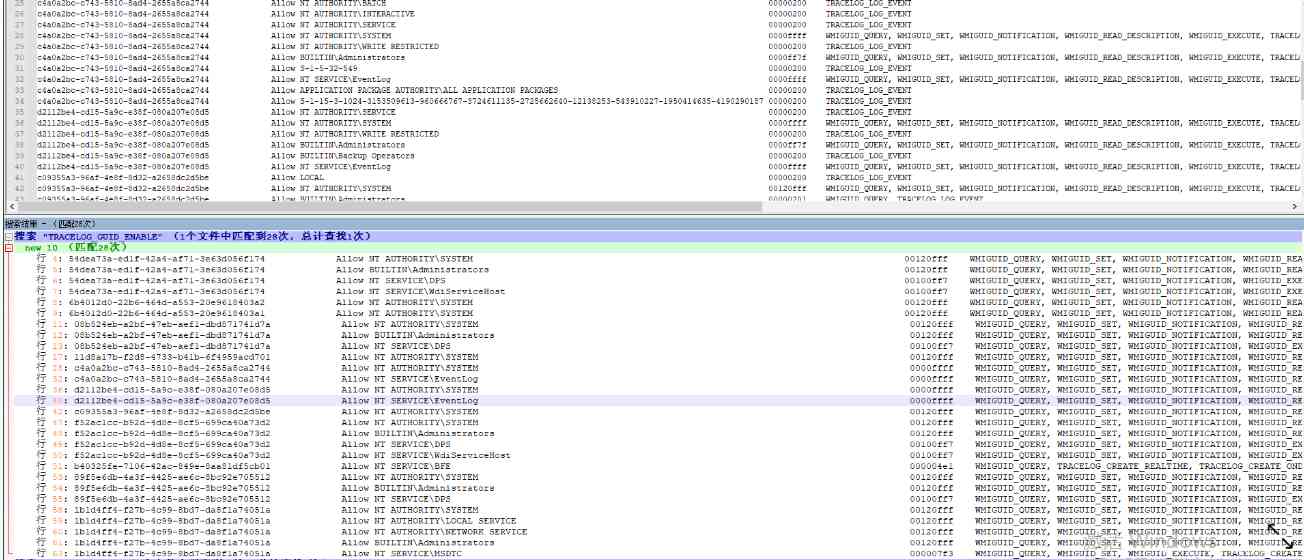 25 c4a0a2bc-c743-5810-8ad4-2655a8ca2744 Allow NT AUTHORITY\BATCH 00000200 TRACELOG_LOG_EVENT
26 c4a0a2bc-c743-5810-8ad4-2655a8ca2744 Allow NT AUTHORITY\INTERACTIVE 00000200 TRACELOG_LOG_EVENT
27 c4a0a2bc-c743-5810-8ad4-2655a8ca2744 Allow NT AUTHORITY\SERVICE 00000200 TRACELOG_LOG_EVENT
28 c4a0a2bc-c743-5810-8ad4-2655a8ca2744 Allow NT AUTHORITY\SYSTEM 0000ffff WMIGUID_QUERY, WMIGUID_SET, WMIGUID_NOTIFICATION, WMIGUID_READ_DESCRIPTION, WMIGUID_EXECUTE, TRACEL
29 c4a0a2bc-c743-5810-8ad4-2655a8ca2744 Allow NT AUTHORITY\WRITE RESTRICTED 00000200 TRACELOG_LOG_EVENT
30 c4a0a2bc-c743-5810-8ad4-2655a8ca2744 Allow BUILTIN\Administrators 0000ff7f WMIGUID_QUERY, WMIGUID_SET, WMIGUID_NOTIFICATION, WMIGUID_READ_DESCRIPTION, WMIGUID_EXECUTE, TRACEL
31 c4a0a2bc-c743-5810-8ad4-2655a8ca2744 Allow S-1-5-32-549 00000200 TRACELOG_LOG_EVENT
32 c4a0a2bc-c743-5810-8ad4-2655a8ca2744 Allow NT SERVICE\EventLog 0000ffff WMIGUID_QUERY, WMIGUID_SET, WMIGUID_NOTIFICATION, WMIGUID_READ_DESCRIPTION, WMIGUID_EXECUTE, TRACEL
33 c4a0a2bc-c743-5810-8ad4-2655a8ca2744 Allow APPLICATION PACKAGE AUTHORITY\ALL APPLICATION PACKAGES 00000200 TRACELOG_LOG_EVENT
34 c4a0a2bc-c743-5810-8ad4-2655a8ca2744 Allow S-1-15-3-1024-3153509613-960666767-3724611135-2725662640-12138253-543910227-1950414635-4190290187 00000200 TRACELOG_LOG_EVENT
35 d2112be4-cd15-5a9c-e38f-080a207e08d5 Allow NT AUTHORITY\SERVICE 00000200 TRACELOG_LOG_EVENT
36 d2112be4-cd15-5a9c-e38f-080a207e08d5 Allow NT AUTHORITY\SYSTEM 0000ffff WMIGUID_QUERY, WMIGUID_SET, WMIGUID_NOTIFICATION, WMIGUID_READ_DESCRIPTION, WMIGUID_EXECUTE, TRACEL
37 d2112be4-cd15-5a9c-e38f-080a207e08d5 Allow NT AUTHORITY\WRITE RESTRICTED 00000200 TRACELOG_LOG_EVENT
38 d2112be4-cd15-5a9c-e38f-080a207e08d5 Allow BUILTIN\Administrators 0000ff7f WMIGUID_QUERY, WMIGUID_SET, WMIGUID_NOTIFICATION, WMIGUID_READ_DESCRIPTION, WMIGUID_EXECUTE, TRACEL
39 d2112be4-cd15-5a9c-e38f-080a207e08d5 Allow BUILTIN\Backup Operators 00000200 TRACELOG_LOG_EVENT
40 d2112be4-cd15-5a9c-e38f-080a207e08d5 Allow NT SERVICE\EventLog 0000ffff WMIGUID_QUERY, WMIGUID_SET, WMIGUID_NOTIFICATION, WMIGUID_READ_DESCRIPTION, WMIGUID_EXECUTE, TRACEL
41 c09355a3-96af-4e8f-8d32-a2658dc2d5be Allow LOCAL 00000200 TRACELOG_LOG_EVENT
42 c09355a3-96af-4e8f-8d32-a2658dc2d5be Allow NT AUTHORITY\SYSTEM 00120fff WMIGUID_QUERY, WMIGUID_SET, WMIGUID_NOTIFICATION, WMIGUID_READ_DESCRIPTION, WMIGUID_EXECUTE, TRACEL
43 c09355a3-96af-4e8f-8d32-a2658dc2d5be Allow BUILTIN\Administrators 00000201 WMIGUID_QUERY, TRACELOG_LOG_EVENT
搜索结果 - (匹配28次)
搜索 "TRACELOG_GUID_ENABLE" (1个文件中匹配到28次, 总计查找1次)
new 10 (匹配28次)
行 4: 54dea73a-ed1f-42a4-af71-3e63d056f174 Allow NT AUTHORITY\SYSTEM 00120fff WMIGUID_QUERY, WMIGUID_SET, WMIGUID_NOTIFICATION, WMIGUID_REA
行 5: 54dea73a-ed1f-42a4-af71-3e63d056f174 Allow BUILTIN\Administrators 00120fff WMIGUID_QUERY, WMIGUID_SET, WMIGUID_NOTIFICATION, WMIGUID_REA
行 6: 54dea73a-ed1f-42a4-af71-3e63d056f174 Allow NT SERVICE\DPS 00100ff7 WMIGUID_QUERY, WMIGUID_SET, WMIGUID_NOTIFICATION, WMIGUID_EXE
行 7: 54dea73a-ed1f-42a4-af71-3e63d056f174 Allow NT SERVICE\WdiServiceHost 00100ff7 WMIGUID_QUERY, WMIGUID_SET, WMIGUID_NOTIFICATION, WMIGUID_EXE
行 8: 6b4012d0-22b6-464d-a553-20e9618403a2 Allow NT AUTHORITY\SYSTEM 00120fff WMIGUID_QUERY, WMIGUID_SET, WMIGUID_NOTIFICATION, WMIGUID_REA
行 9: 6b4012d0-22b6-464d-a553-20e9618403a1 Allow NT AUTHORITY\SYSTEM 00120fff WMIGUID_QUERY, WMIGUID_SET, WMIGUID_NOTIFICATION, WMIGUID_REA
行 11: 08b524eb-a2bf-47eb-aef1-dbd871741d7a Allow NT AUTHORITY\SYSTEM 00120fff WMIGUID_QUERY, WMIGUID_SET, WMIGUID_NOTIFICATION, WMIGUID_RE
行 12: 08b524eb-a2bf-47eb-aef1-dbd871741d7a Allow BUILTIN\Administrators 00120fff WMIGUID_QUERY, WMIGUID_SET, WMIGUID_NOTIFICATION, WMIGUID_RE
行 13: 08b524eb-a2bf-47eb-aef1-dbd871741d7a Allow NT SERVICE\DPS 00100ff7 WMIGUID_QUERY, WMIGUID_SET, WMIGUID_NOTIFICATION, WMIGUID_EX
行 17: 11d8a17b-f2d8-4733-b41b-6f4959acd701 Allow NT AUTHORITY\SYSTEM 00120fff WMIGUID_QUERY, WMIGUID_SET, WMIGUID_NOTIFICATION, WMIGUID_RE
行 28: c4a0a2bc-c743-5810-8ad4-2655a8ca2744 Allow NT AUTHORITY\SYSTEM 0000ffff WMIGUID_QUERY, WMIGUID_SET, WMIGUID_NOTIFICATION, WMIGUID_RE
行 32: c4a0a2bc-c743-5810-8ad4-2655a8ca2744 Allow NT SERVICE\EventLog 0000ffff WMIGUID_QUERY, WMIGUID_SET, WMIGUID_NOTIFICATION, WMIGUID_RE
行 36: d2112be4-cd15-5a9c-e38f-080a207e08d5 Allow NT AUTHORITY\SYSTEM 0000ffff WMIGUID_QUERY, WMIGUID_SET, WMIGUID_NOTIFICATION, WMIGUID_RE
行 40: d2112be4-cd15-5a9c-e38f-080a207e08d5 Allow NT SERVICE\EventLog 0000ffff WMIGUID_QUERY, WMIGUID_SET, WMIGUID_NOTIFICATION, WMIGUID_RE
行 42: c09355a3-96af-4e8f-8d32-a2658dc2d5be Allow NT AUTHORITY\SYSTEM 00120fff WMIGUID_QUERY, WMIGUID_SET, WMIGUID_NOTIFICATION, WMIGUID_RE
行 47: f52ac1cc-b92d-4d8e-8cf5-699ca40a73d2 Allow NT AUTHORITY\SYSTEM 00120fff WMIGUID_QUERY, WMIGUID_SET, WMIGUID_NOTIFICATION, WMIGUID_RE
行 48: f52ac1cc-b92d-4d8e-8cf5-699ca40a73d2 Allow BUILTIN\Administrators 00120fff WMIGUID_QUERY, WMIGUID_SET, WMIGUID_NOTIFICATION, WMIGUID_RE
行 49: f52ac1cc-b92d-4d8e-8cf5-699ca40a73d2 Allow NT SERVICE\DPS 00100ff7 WMIGUID_QUERY, WMIGUID_SET, WMIGUID_NOTIFICATION, WMIGUID_EX
行 50: f52ac1cc-b92d-4d8e-8cf5-699ca40a73d2 Allow NT SERVICE\WdiServiceHost 00100ff7 WMIGUID_QUERY, WMIGUID_SET, WMIGUID_NOTIFICATION, WMIGUID_EX
行 51: b40325fe-7106-42ac-849e-8aa81df5cb01 Allow NT SERVICE\BFE 000004e1 WMIGUID_QUERY, TRACELOG_CREATE_REALTIME, TRACELOG_CREATE_OND
行 53: 89f5e6db-4a3f-4425-ae6c-8bc92e705512 Allow NT AUTHORITY\SYSTEM 00120fff WMIGUID_QUERY, WMIGUID_SET, WMIGUID_NOTIFICATION, WMIGUID_RE
行 54: 89f5e6db-4a3f-4425-ae6c-8bc92e705512 Allow BUILTIN\Administrators 00120fff WMIGUID_QUERY, WMIGUID_SET, WMIGUID_NOTIFICATION, WMIGUID_RE
行 55: 89f5e6db-4a3f-4425-ae6c-8bc92e705512 Allow NT SERVICE\DPS 00100ff7 WMIGUID_QUERY, WMIGUID_SET, WMIGUID_NOTIFICATION, WMIGUID_EX
行 58: 1b1d4ff4-f27b-4c99-8bd7-da8f1a74051a Allow NT AUTHORITY\SYSTEM 00120fff WMIGUID_QUERY, WMIGUID_SET, WMIGUID_NOTIFICATION, WMIGUID_RE
行 59: 1b1d4ff4-f27b-4c99-8bd7-da8f1a74051a Allow NT AUTHORITY\LOCAL SERVICE 00120fff WMIGUID_QUERY, WMIGUID_SET, WMIGUID_NOTIFICATION, WMIGUID_RE
行 60: 1b1d4ff4-f27b-4c99-8bd7-da8f1a74051a Allow NT AUTHORITY\NETWORK SERVICE 00120fff WMIGUID_QUERY, WMIGUID_SET, WMIGUID_NOTIFICATION, WMIGUID_RE
行 61: 1b1d4ff4-f27b-4c99-8bd7-da8f1a74051a Allow BUILTIN\Administrators 00120fff WMIGUID_QUERY, WMIGUID_SET, WMIGUID_NOTIFICATION, WMIGUID_RE
行 63: 1b1d4ff4-f27b-4c99-8bd7-da8f1a74051a Allow NT SERVICE\MSDTC 000007f3 WMIGUID_QUERY, WMIGUID_SET, WMIGUID_EXECUTE, TRACELOG_CREAT